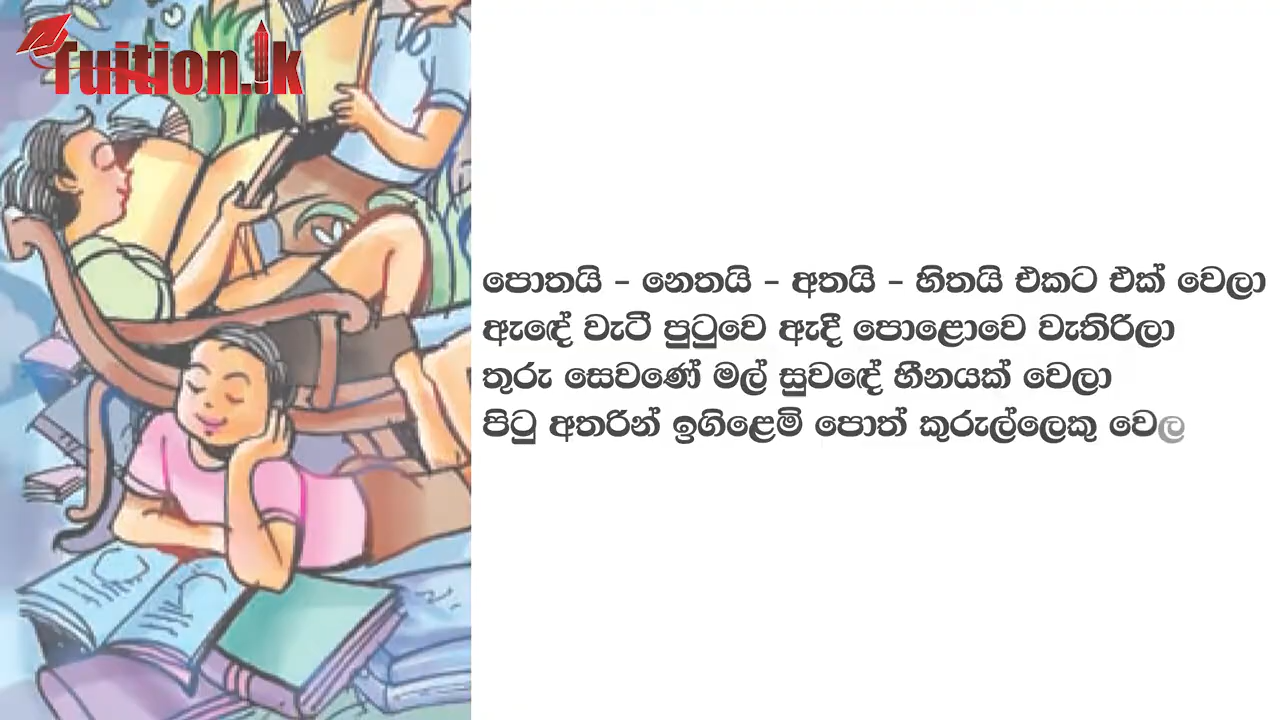 Tuition.lk
පොතයි – නෙතයි – අතයි – හිතයි එකට එක් වෙලා
ඇඳේ වැටී පුටුවෙ ඇදී පොළොවෙ වැතිරිලා
තුරු සෙවණේ මල් සුවඳේ හීනයක් වෙලා
පිටු අතරින් ඉගිළෙමි පොත් කුරුල්ලෙකු වෙල